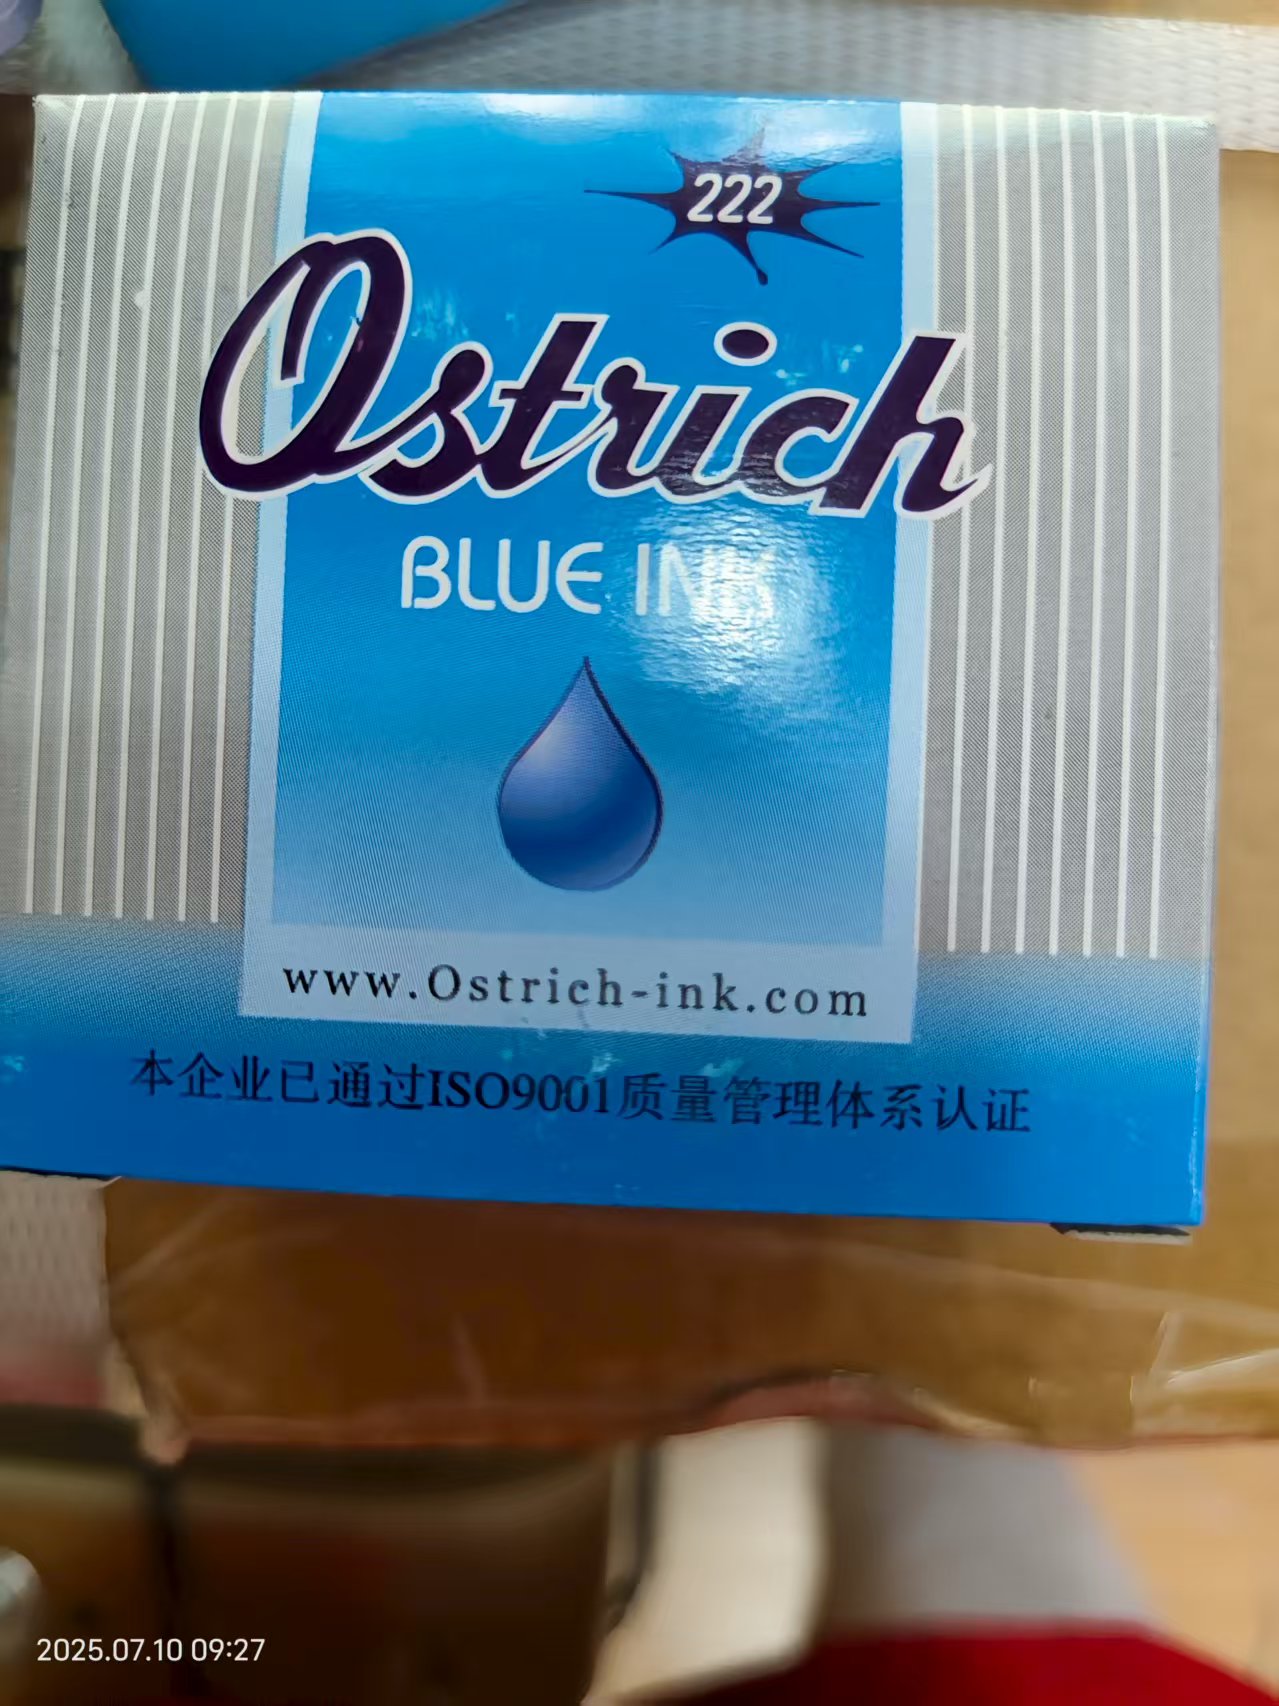 222
Ostrich
BLUE INK
www.Ostrich-ink.com
本企业已通过ISO9001质量管理体系认证
2025.07.10 09:27